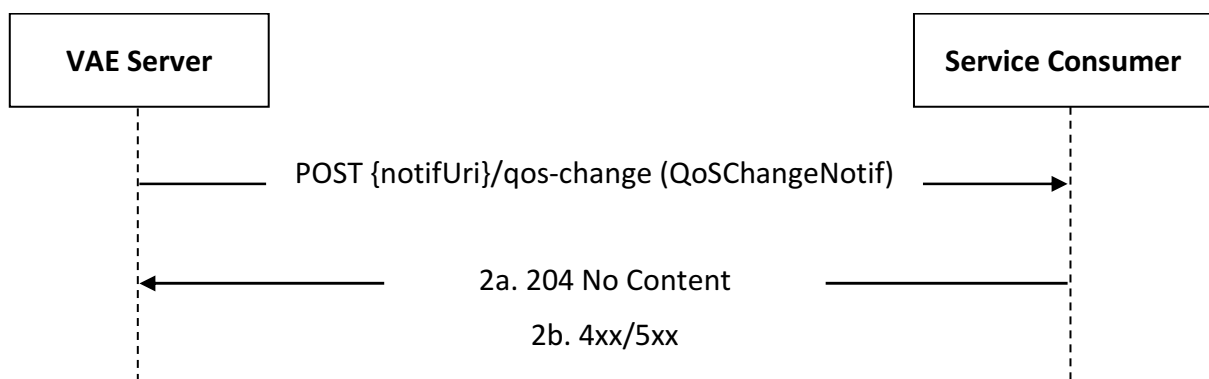 VAE Server
Service Consumer
POST {notifUri}/qos-change (QoSChangeNotif)
2a. 204 No Content
2b. 4xx/5xx